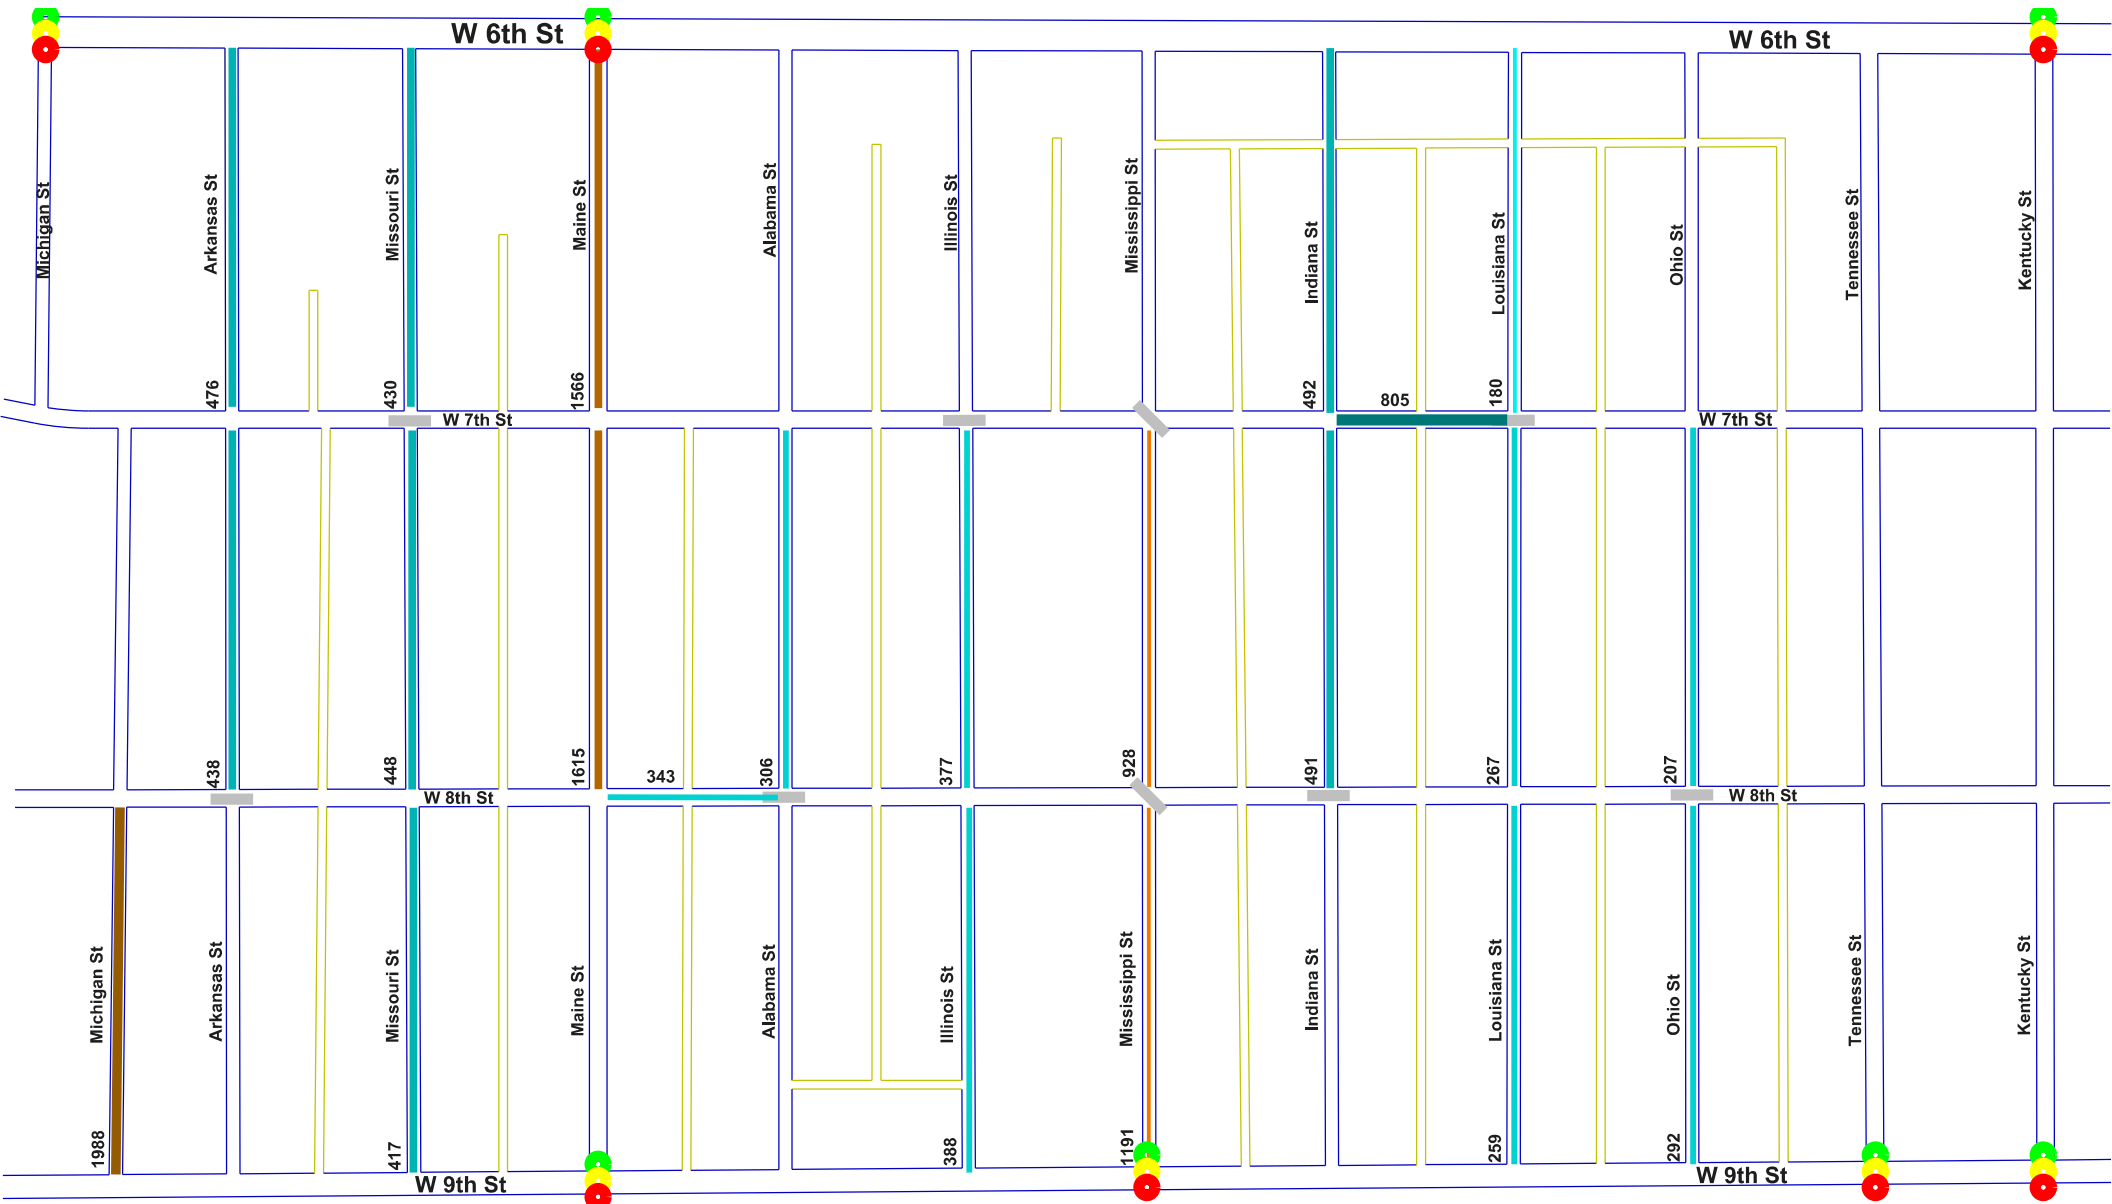 W 6th St
W 6th St
Michigan St
Arkansas St
Missouri St
Maine St
Alabama St
Illinois St
Mississippi St
Indiana St
Louisiana St
Ohio St
Tennessee St
Kentucky St
476
430
1566
492
805
180
W 7th St
W 7th St
438
448
1615
343
306
377
928
491
267
207
W 8th St
W 8th St
Michigan St
Arkansas St
Missouri St
Maine St
Alabama St
Illinois St
Mississippi St
Indiana St
Louisiana St
Ohio St
Tennessee St
Kentucky St
1988
417
388
1191
259
292
W 9th St
W 9th St